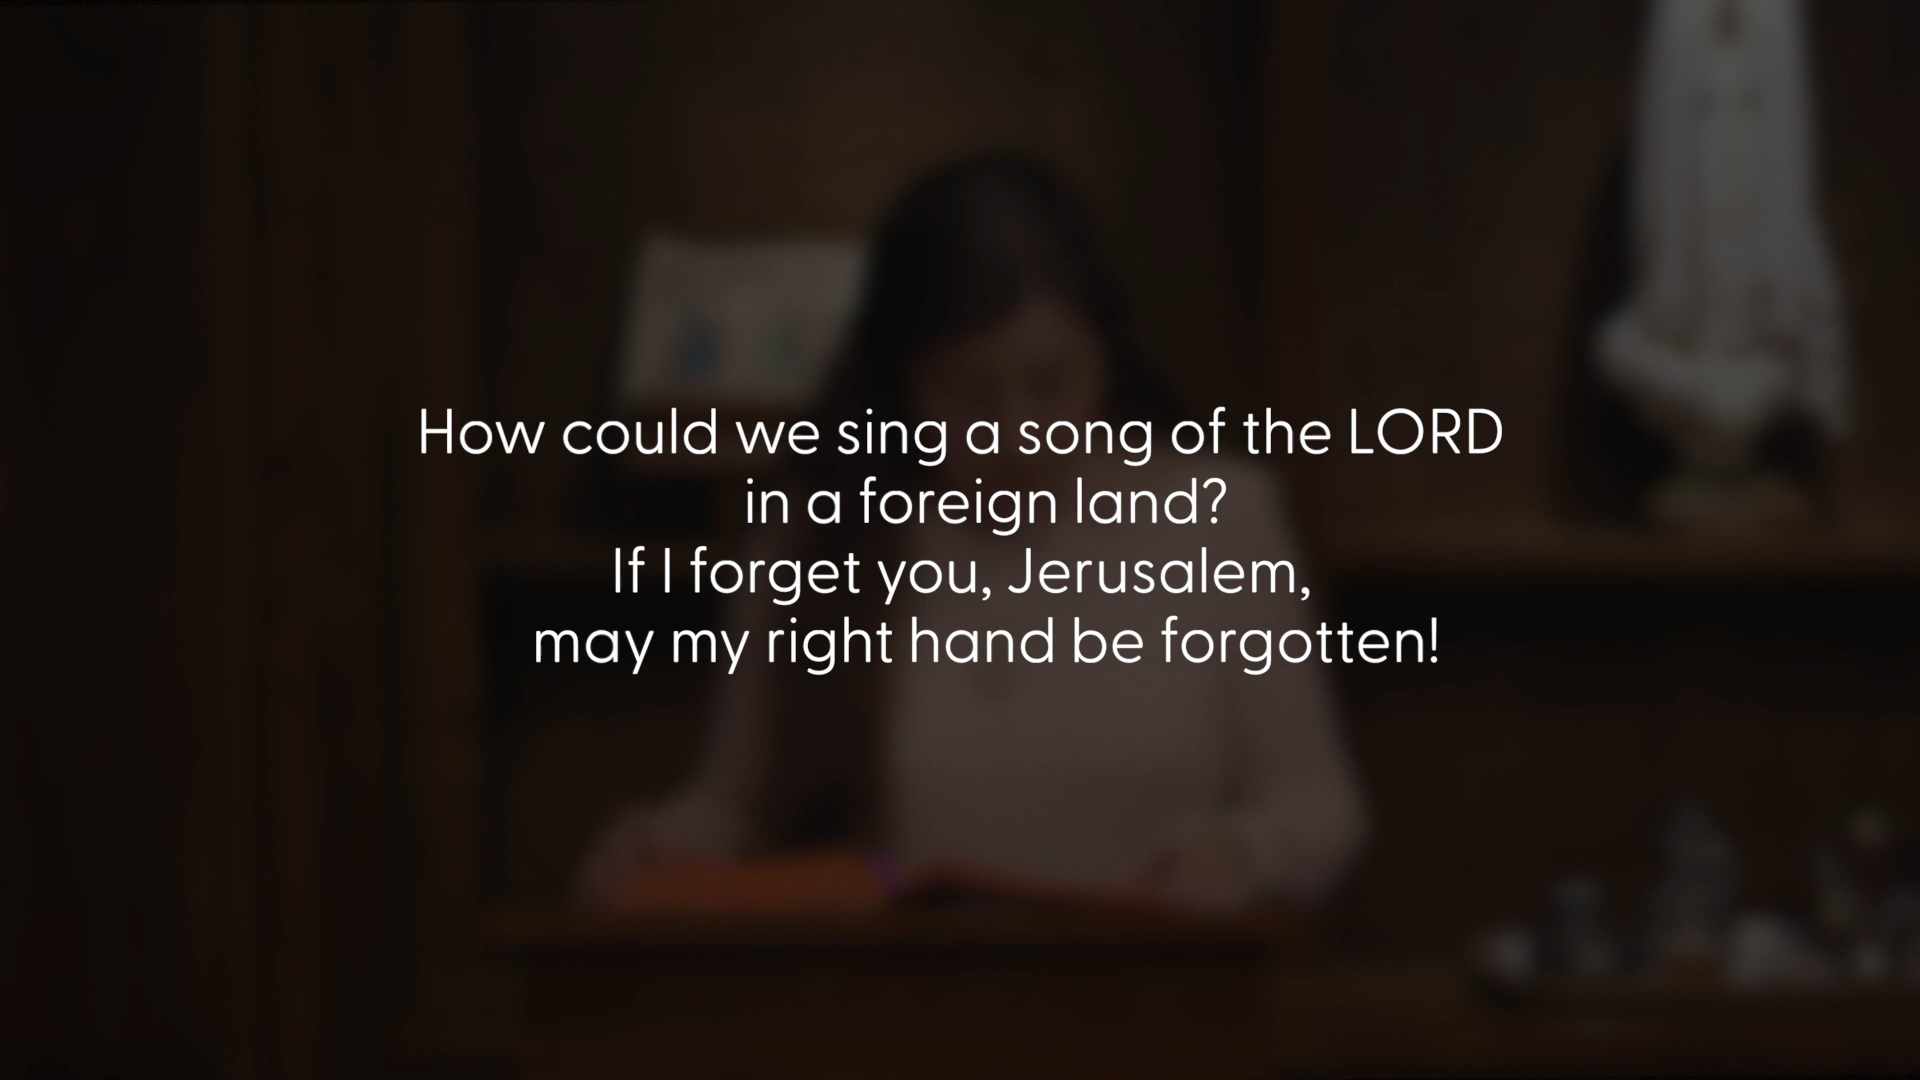 How could we sing a song of the LORD
in a foreign land?
If I forget you, Jerusalem,
may my right hand be forgotten!